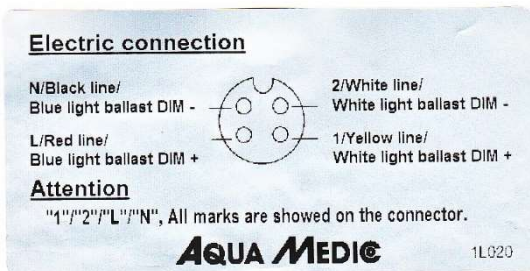 Electric connection
N/Black line/
Blue light ballast DIM -
2/White line/
White light ballast DIM -
L/Red line/
Blue light ballast DIM +
1/Yellow line/
White light ballast DIM +
Attention
"1"/"2"/"L"/"N", All marks are showed on the connector.
AQUA MEDIC
1L020